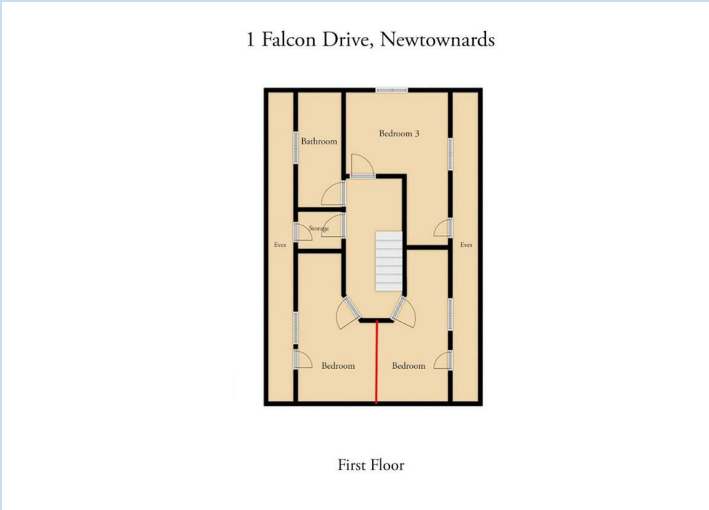 1 Falcon Drive, Newtownards
Bedroom 3
Bathroom
Storage
Eves
Eves
Bedroom
Bedroom
First Floor